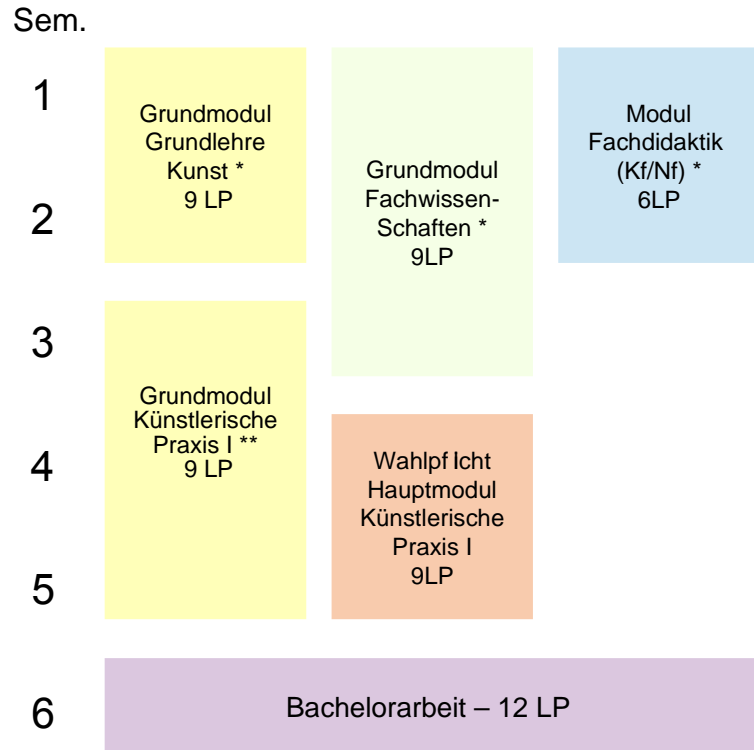 Sem.
1
2
3
4
5
6
Grundmodul
Grundlehre
Kunst *
9 LP
Grundmodul
Künstlerische
Praxis I **
9 LP
Grundmodul
Fachwissen-
Schaften *
9LP
Wahlpf Icht
Hauptmodul
Künstlerische
Praxis I
9LP
Modul
Fachdidaktik
(Kf/Nf) *
6LP
Bachelorarbeit – 12 LP